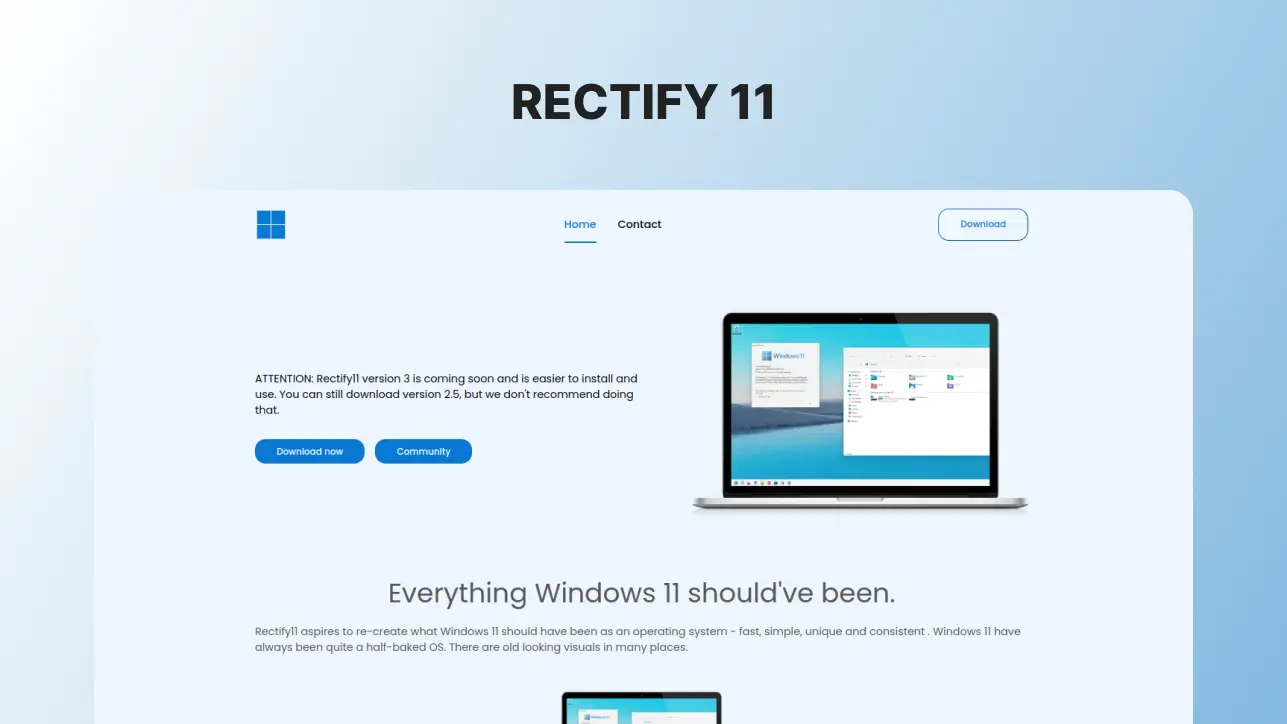 RECTIFY 11
Home
Contact
Download
ATTENTION: Rectify11 version 3 is coming soon and is easier to install and
use. You can still download version 2.5, but we don't recommend doing
that.
Download now
Community
Windows 11
Everything Windows 11 should've been.
Rectify11 aspires to re-create what Windows 11 should have been as an operating system - fast, simple, unique and consistent . Windows 11 have
always been quite a half-baked OS. There are old looking visuals in many places.
Windows 11